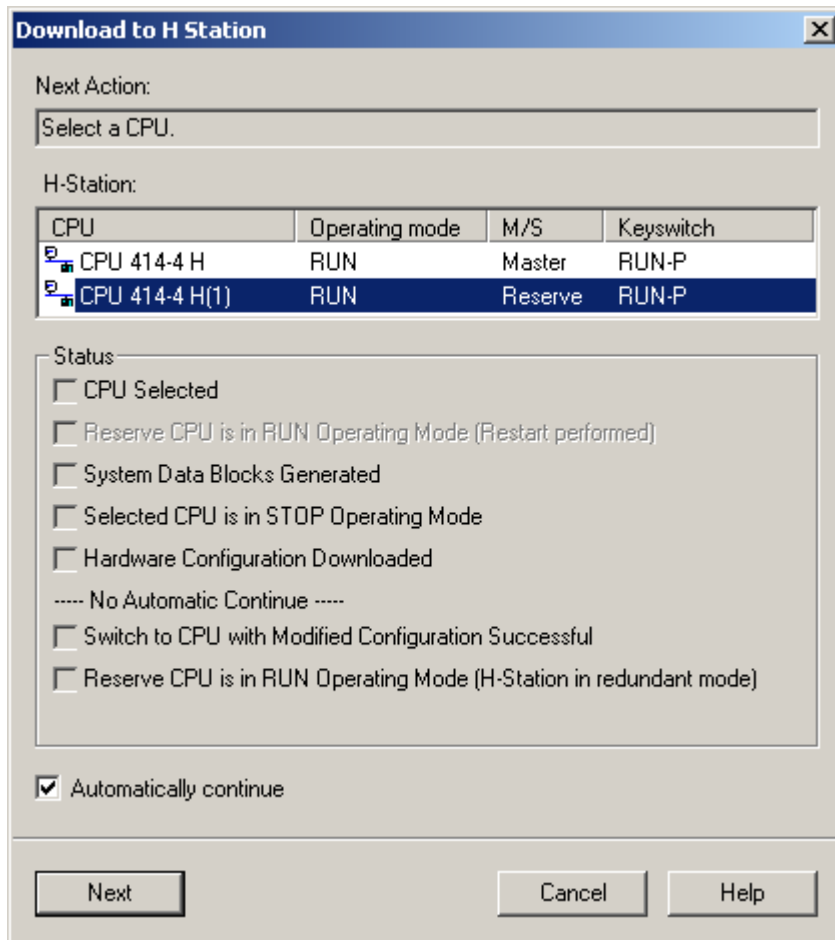 Download to H Station
Next Action:
Select a CPU.
H-Station:
CPU Operating mode M/S Keyswitch
CPU 414-4 H RUN Master RUN-P
CPU 414-4 H(1) RUN Reserve RUN-P
Status
CPU Selected
Reserve CPU is in RUN Operating Mode (Restart performed)
System Data Blocks Generated
Selected CPU is in STOP Operating Mode
Hardware Configuration Downloaded
----- No Automatic Continue -----
Switch to CPU with Modified Configuration Successful
Reserve CPU is in RUN Operating Mode (H-Station in redundant mode)
Automatically continue
Next Cancel Help